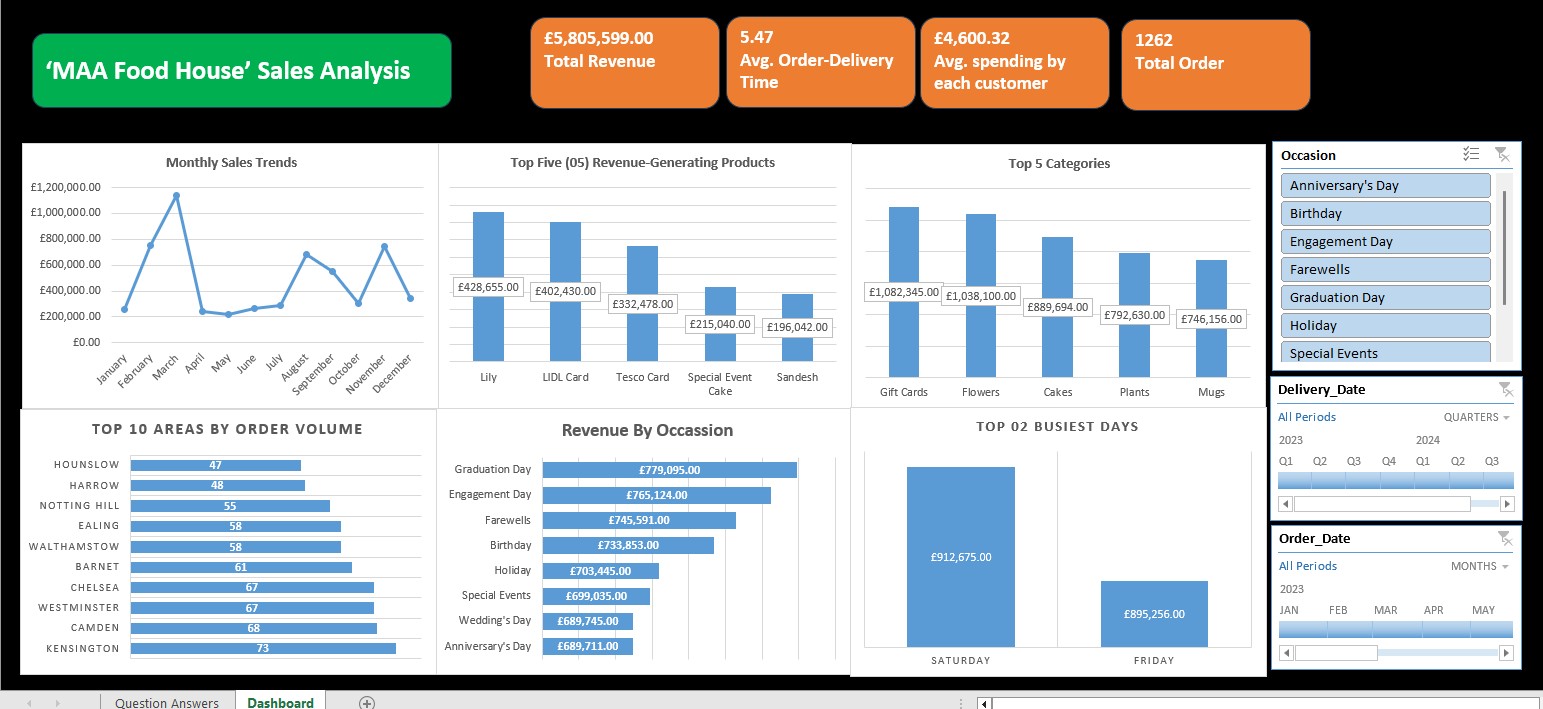 ‘MAA Food House’ Sales Analysis
£5,805,599.00
Total Revenue
5.47
Avg. Order-Delivery
Time
£4,600.32
Avg. spending by
each customer
1262
Total Order
Monthly Sales Trends
£1,200,000.00
£1,000,000.00
£800,000.00
£600,000.00
£400,000.00
£200,000.00
£0.00
January
February
March
April
May
June
July
August
September
October
November
December
Top Five (05) Revenue-Generating Products
£428,655.00
£402,430.00
£332,478.00
£215,040.00
£196,042.00
Lily
LIDL Card
Tesco Card
Special Event
Cake
Sandesh
Top 5 Categories
£1,082,345.00
£1,038,100.00
£889,694.00
£792,630.00
£746,156.00
Gift Cards
Flowers
Cakes
Plants
Mugs
Occasion
Anniversary's Day
Birthday
Engagement Day
Farewells
Graduation Day
Holiday
Special Events
TOP 10 AREAS BY ORDER VOLUME
HOUNSLOW 47
HARROW 48
NOTTING HILL 55
EALING 58
WALTHAMSTOW 58
BARNET 61
CHELSEA 67
WESTMINSTER 67
CAMDEN 68
KENSINGTON 73
Revenue By Occassion
Graduation Day £779,095.00
Engagement Day £765,124.00
Farewells £745,591.00
Birthday £733,853.00
Holiday £703,445.00
Special Events £699,035.00
Wedding's Day £689,745.00
Anniversary's Day £689,711.00
TOP 02 BUSIEST DAYS
£912,675.00
£895,256.00
SATURDAY
FRIDAY
Delivery_Date
All Periods QUARTERS
2023 2024
Q1 Q2 Q3 Q4 Q1 Q2 Q3
Order_Date
All Periods MONTHS
2023
JAN FEB MAR APR MAY
Question Answers Dashboard